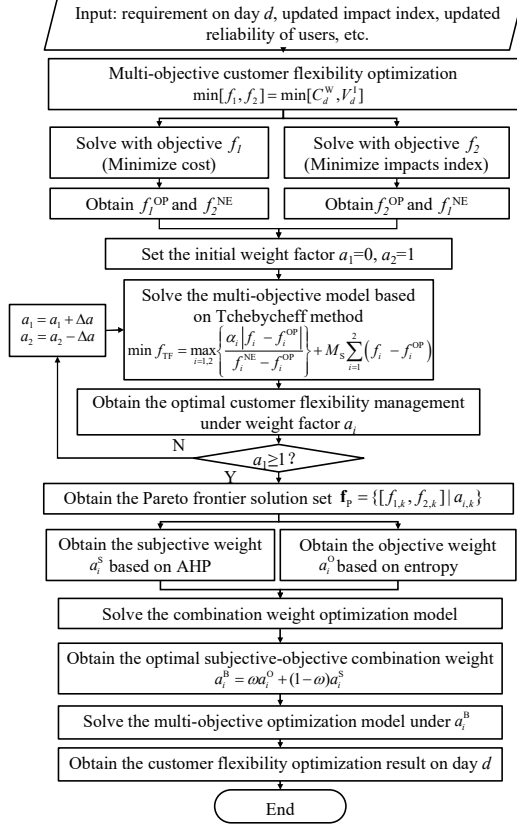 Input: requirement on day d, updated impact index, updated
reliability of users, etc.
Multi-objective customer flexibility optimization
min[f₁, f₂] = min[C_d^W, V_d^I]
Solve with objective f₁
(Minimize cost)
Solve with objective f₂
(Minimize impacts index)
Obtain f₁^OP and f₂^NE
Obtain f₂^OP and f₁^NE
Set the initial weight factor a₁=0, a₂=1
Solve the multi-objective model based
on Tchebycheff method
min f_TF = max_{i=1,2} { α_i |f_i − f_i^OP| / (f_i^NE − f_i^OP) } + M_S ∑_{i=1}^{2} (f_i − f_i^OP)
a₁ = a₁ + Δa
a₂ = a₂ − Δa
Obtain the optimal customer flexibility management
under weight factor a_i
N
a₁≥1?
Y
Obtain the Pareto frontier solution set f_P = {[f_{1,k}, f_{2,k}] | a_{i,k}}
Obtain the subjective weight
a_i^S based on AHP
Obtain the objective weight
a_i^O based on entropy
Solve the combination weight optimization model
Obtain the optimal subjective-objective combination weight
a_i^B = ωa_i^O + (1−ω)a_i^S
Solve the multi-objective optimization model under a_i^B
Obtain the customer flexibility optimization result on day d
End